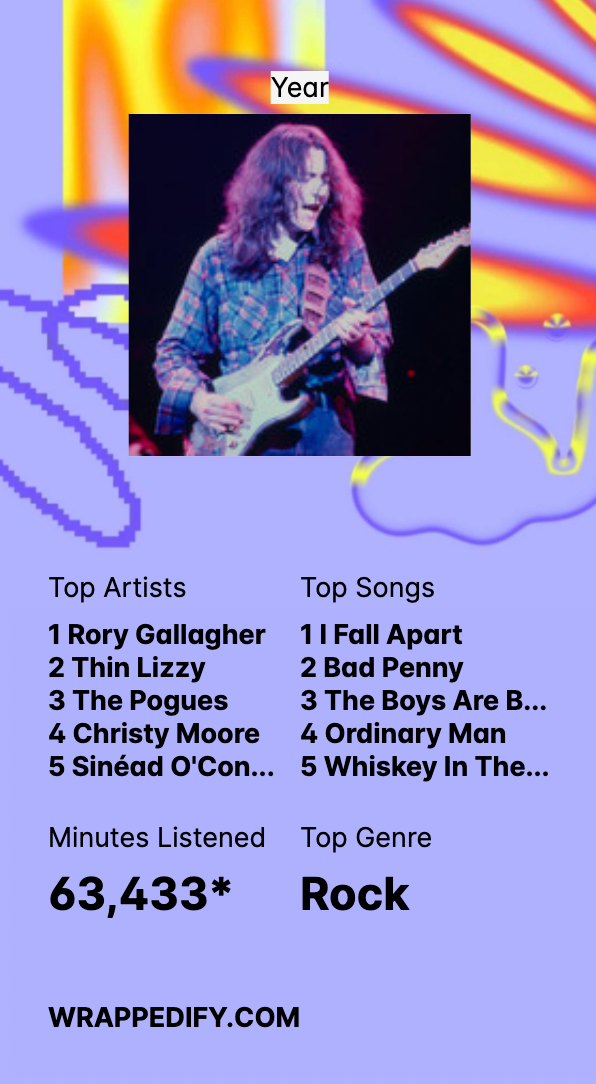 Year
Top Artists
1 Rory Gallagher
2 Thin Lizzy
3 The Pogues
4 Christy Moore
5 Sinéad O'Con...
Top Songs
1 I Fall Apart
2 Bad Penny
3 The Boys Are B...
4 Ordinary Man
5 Whiskey In The...
Minutes Listened
63,433*
Top Genre
Rock
WRAPPEDIFY.COM